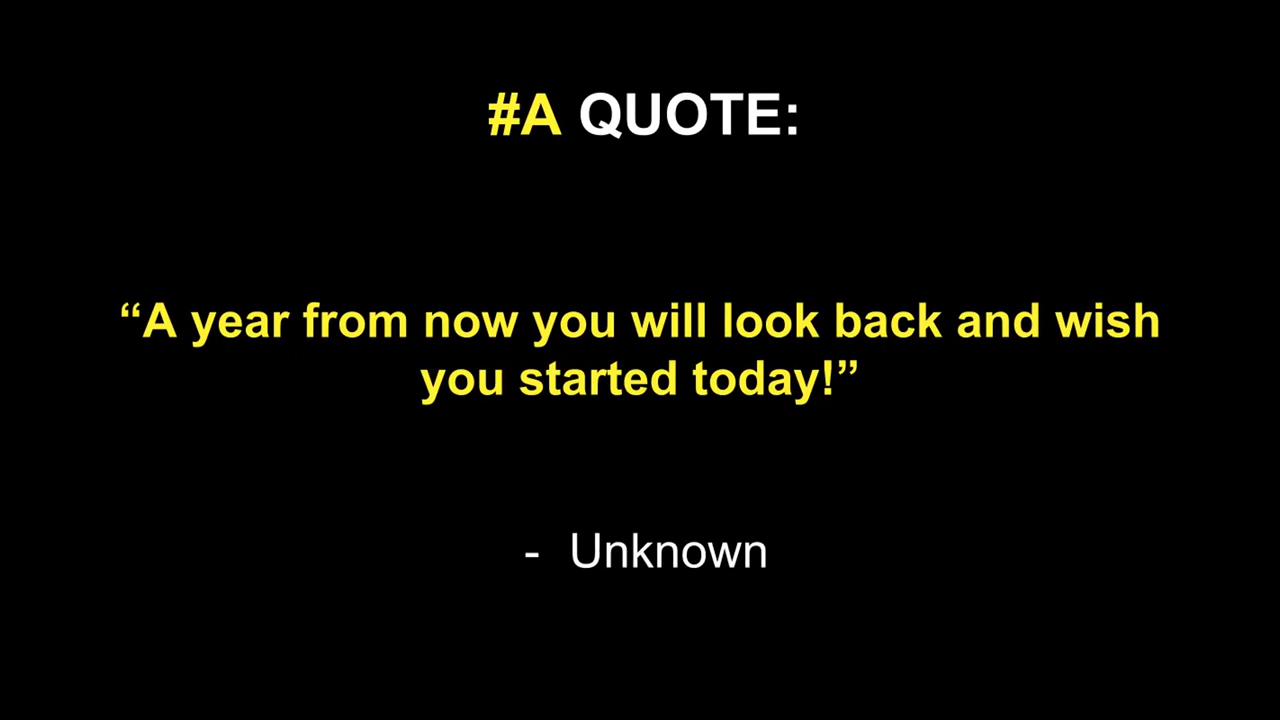 #A QUOTE:
“A year from now you will look back and wish
you started today!”
- Unknown